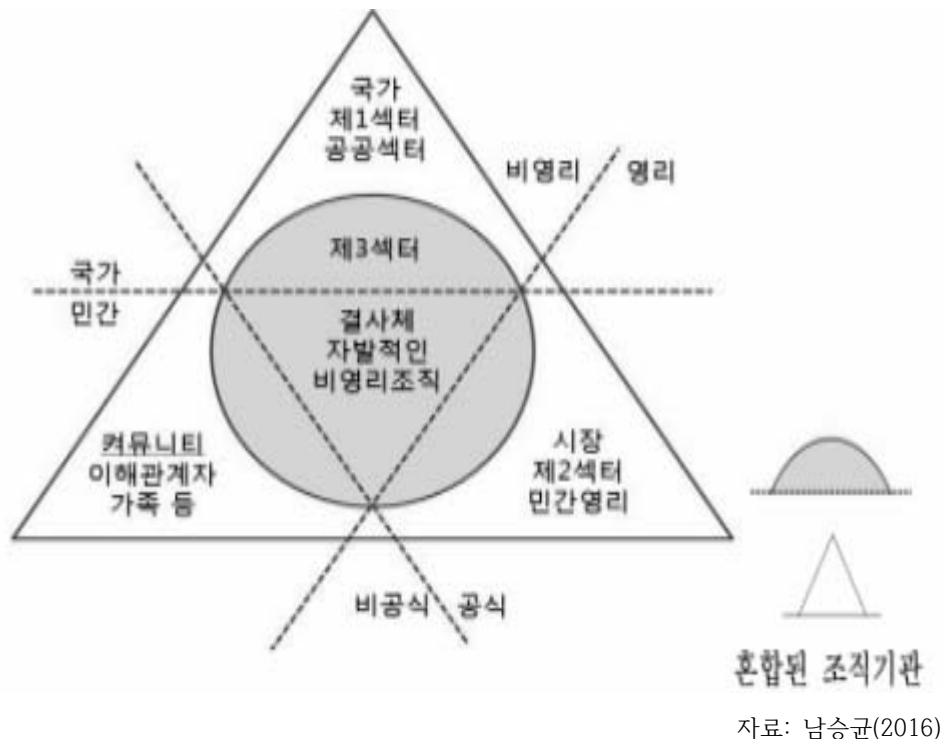 국가
제1섹터
공공섹터
비영리 영리
제3섹터
국가
민간
결사체
자발적인
비영리조직
커뮤니티
이해관계자
가족 등
시장
제2섹터
민간영리
비공식 공식
혼합된 조직기관
자료: 남승균(2016)